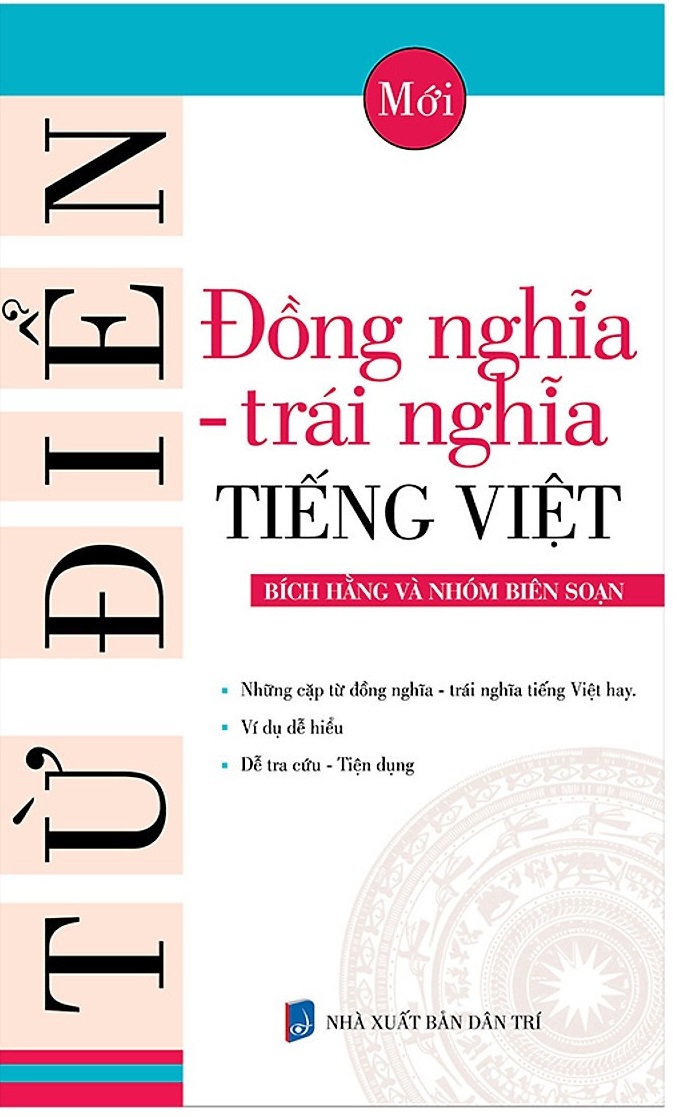 Mới
TỪ ĐIỂN
Đồng nghĩa
- trái nghĩa
TIẾNG VIỆT
BÍCH HẰNG VÀ NHÓM BIÊN SOẠN
▪ Những cặp từ đồng nghĩa - trái nghĩa tiếng Việt hay.
▪ Ví dụ dễ hiểu
▪ Dễ tra cứu - Tiện dụng
NHÀ XUẤT BẢN DÂN TRÍ